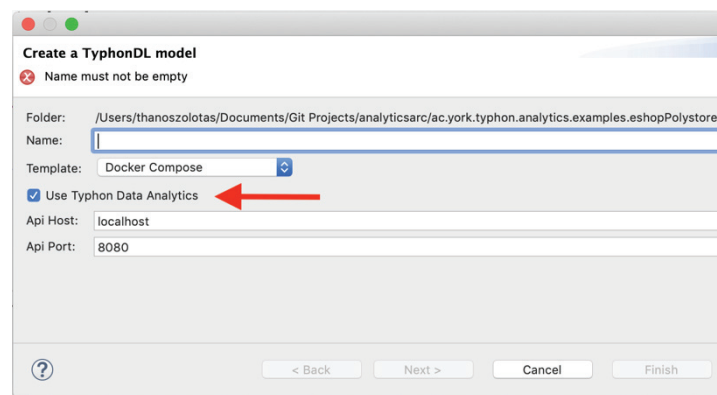 Create a TyphonDL model
Name must not be empty
Folder: /Users/thanoszolotas/Documents/Git Projects/analyticsarc/ac.york.typhon.analytics.examples.eshopPolystore
Name:
Template: Docker Compose
Use Typhon Data Analytics
Api Host: localhost
Api Port: 8080
? < Back Next > Cancel Finish